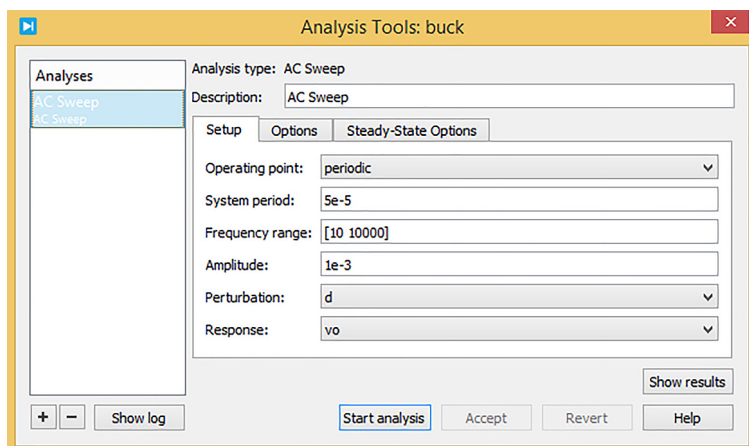 Analysis Tools: buck
Analyses
AC Sweep
AC Sweep
Analysis type: AC Sweep
Description: AC Sweep
Setup Options Steady-State Options
Operating point: periodic
System period: 5e-5
Frequency range: [10 10000]
Amplitude: 1e-3
Perturbation: d
Response: vo
Show results
+ − Show log Start analysis Accept Revert Help